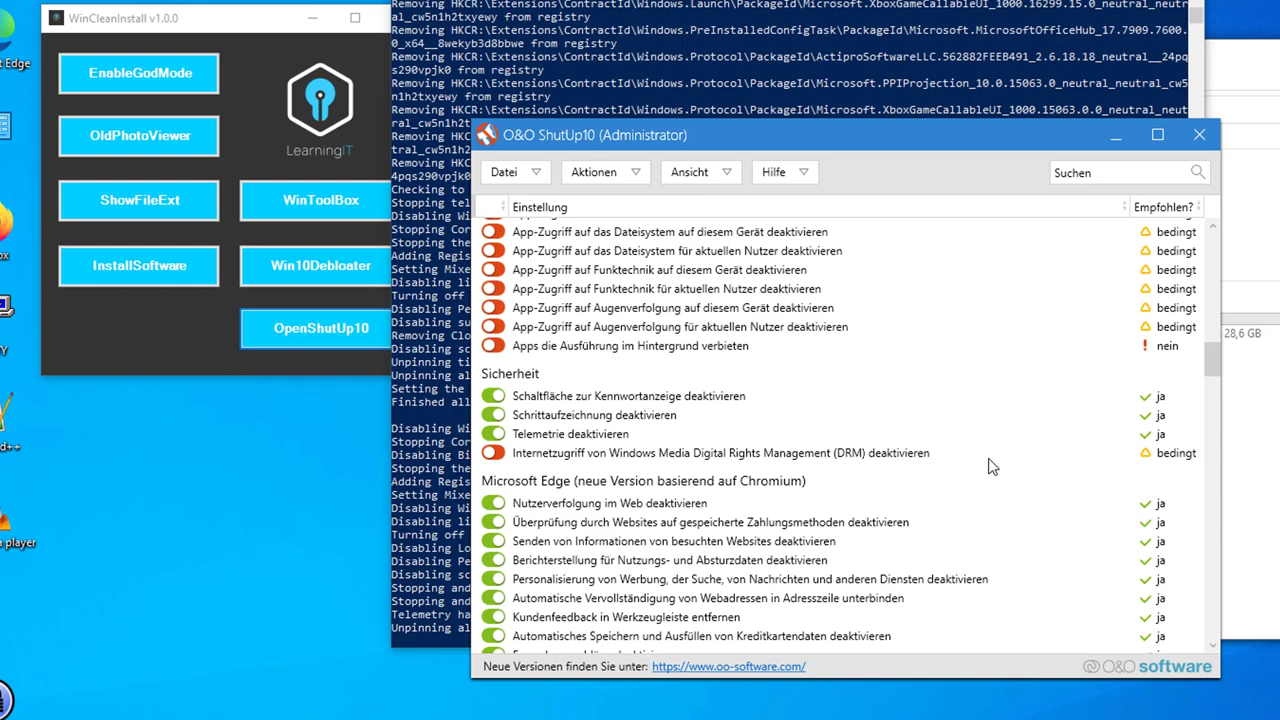 WinCleanInstall v1.0.0
EnableGodMode
OldPhotoViewer
ShowFileExt
InstallSoftware
LearningIT
WinToolBox
Win10Debloater
OpenShutUp10
Edge
Removing HKCR:\Extensions\ContractId\Windows.Launch\PackageId\Microsoft.XboxGameCallableUI_1000.16299.15.0_neutral_neutr
al_cw5n1h2txyewy from registry
Removing HKCR:\Extensions\ContractId\Windows.PreInstalledConfigTask\PackageId\Microsoft.MicrosoftOfficeHub_17.7909.7600.
0_x64__8wekyb3d8bbwe from registry
Removing HKCR:\Extensions\ContractId\Windows.Protocol\PackageId\ActiproSoftwareLLC.562882FEEB491_2.6.18.18_neutral__24pq
s290vpjk0 from registry
Removing HKCR:\Extensions\ContractId\Windows.Protocol\PackageId\Microsoft.PPIProjection_10.0.15063.0_neutral_neutral_cw5
n1h2txyewy from registry
Removing HKCR:\Extensions\ContractId\Windows.Protocol\PackageId\Microsoft.XboxGameCallableUI_1000.15063.0.0_neutral_neut
ral_cw5n1
Removing HK
4pqs290vpjk
Removing HK
4pqs290vpjk
Checking to
Stopping tel
Disabling Wi
Stopping Cor
Stopping the
Adding Regis
Setting Mixe
Disabling li
Turning off
Disabling Pe
Disabling su
Removing Clo
Disabling sc
Unpinning ti
Unpinning al
Setting the
Finished all
Disabling Wi
Stopping Cor
Disabling Bi
Stopping the
Adding Regis
Setting Mixe
Disabling Wi
Disabling li
Turning off
Disabling Lo
Disabling Pe
Disabling sc
Stopping and
Stopping and
Telemetry ha
Unpinning al
O&O ShutUp10 (Administrator)
Datei
Aktionen
Ansicht
Hilfe
Suchen
Einstellung
Empfohlen?
App-Zugriff auf das Dateisystem auf diesem Gerät deaktivieren bedingt
App-Zugriff auf das Dateisystem für aktuellen Nutzer deaktivieren bedingt
App-Zugriff auf Funktechnik auf diesem Gerät deaktivieren bedingt
App-Zugriff auf Funktechnik für aktuellen Nutzer deaktivieren bedingt
App-Zugriff auf Augenverfolgung auf diesem Gerät deaktivieren bedingt
App-Zugriff auf Augenverfolgung für aktuellen Nutzer deaktivieren bedingt
Apps die Ausführung im Hintergrund verbieten ! nein
Sicherheit
Schaltfläche zur Kennwortanzeige deaktivieren ja
Schrittaufzeichnung deaktivieren ja
Telemetrie deaktivieren ja
Internetzugriff von Windows Media Digital Rights Management (DRM) deaktivieren bedingt
Microsoft Edge (neue Version basierend auf Chromium)
Nutzerverfolgung im Web deaktivieren ja
Überprüfung durch Websites auf gespeicherte Zahlungsmethoden deaktivieren ja
Senden von Informationen von besuchten Websites deaktivieren ja
Berichterstellung für Nutzungs- und Absturzdaten deaktivieren ja
Personalisierung von Werbung, der Suche, von Nachrichten und anderen Diensten deaktivieren ja
Automatische Vervollständigung von Webadressen in Adresszeile unterbinden ja
Kundenfeedback in Werkzeugleiste entfernen ja
Automatisches Speichern und Ausfüllen von Kreditkartendaten deaktivieren ja
Neue Versionen finden Sie unter: https://www.oo-software.com/
O&O software
28,6 GB
ox
Y
d++
a player